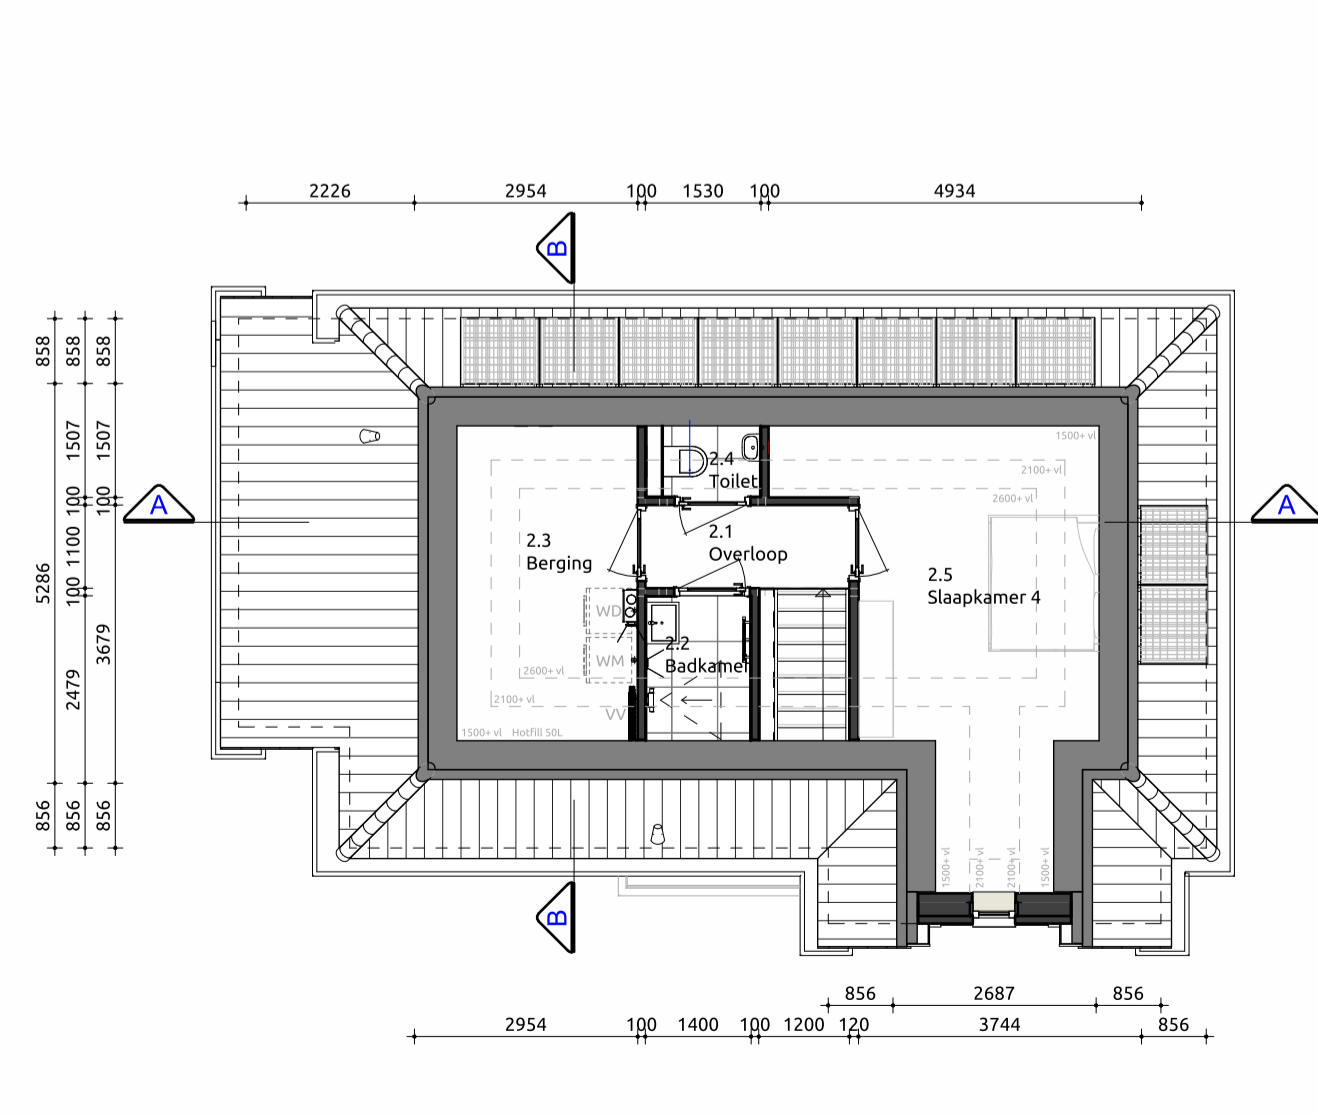 2226 2954 100 1530 100 4934
B
858 858 858
1507 1507
100 100
1100
100
5286
2479
3679
856 856 856
A
A
1500+ vl
2100+ vl
2600+ vl
2.4
Toilet
2.1
Overloop
2.3
Berging
2.5
Slaapkamer 4
WD
2.2
Badkamer
WM
2600+ vl
2100+ vl
VV
1500+ vl Hotfill 50L
1500+ vl
2100+ vl
2100+ vl
1500+ vl
B
856 2687 856
2954 100 1400 100 1200 120 3744 856